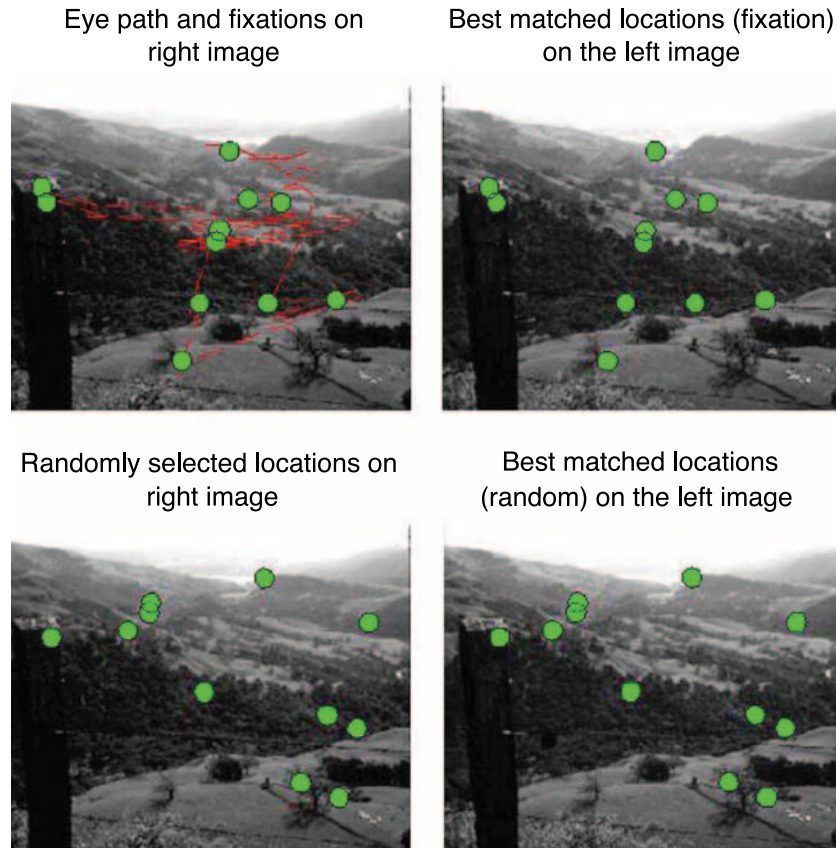 Eye path and fixations on
right image
Best matched locations (fixation)
on the left image
Randomly selected locations on
right image
Best matched locations
(random) on the left image